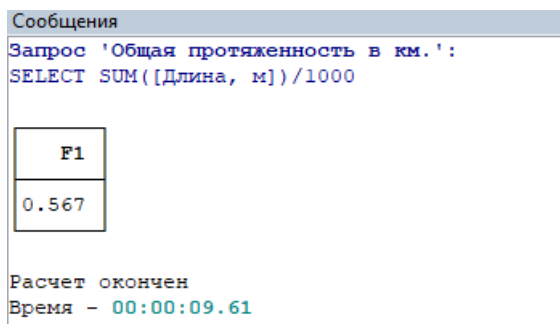 Сообщения
Запрос 'Общая протяженность в км.':
SELECT SUM([Длина, м])/1000
F1
0.567
Расчет окончен
Время - 00:00:09.61